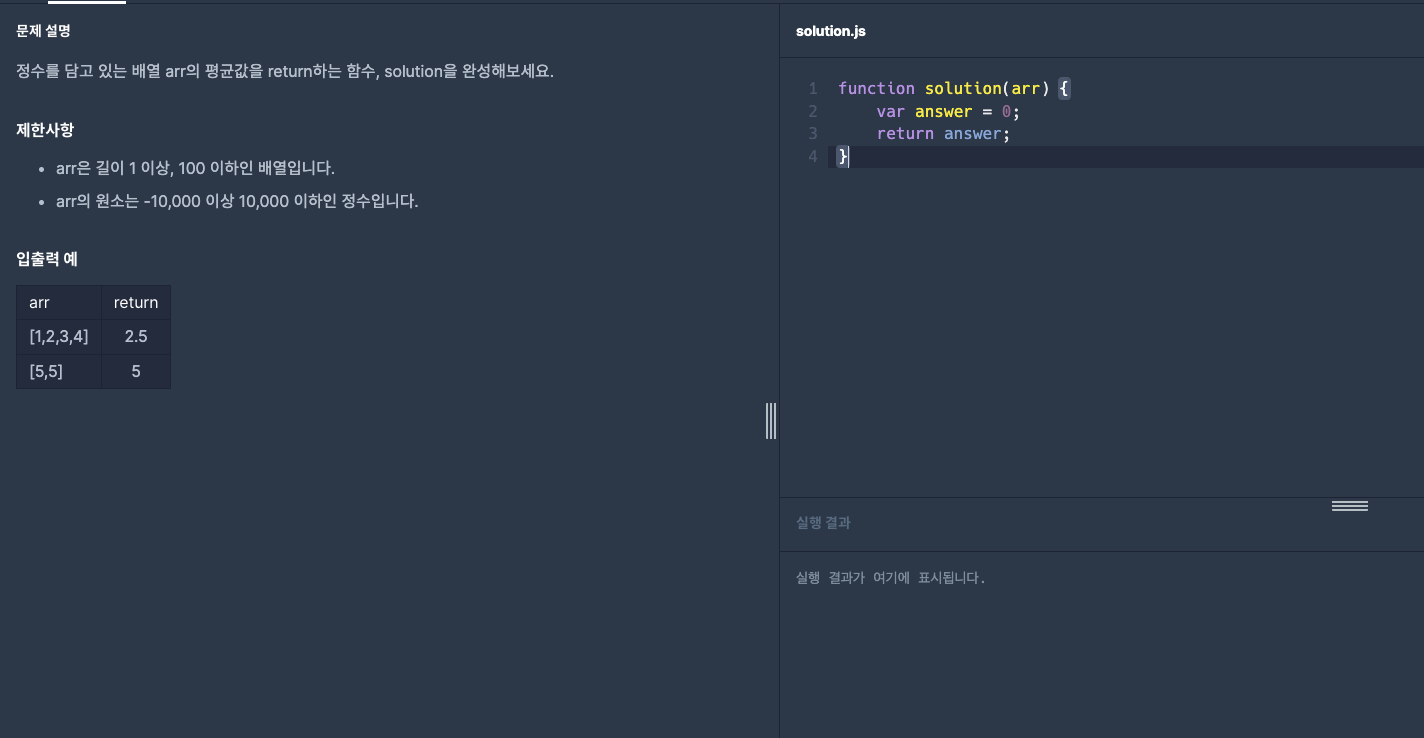 문제 설명
정수를 담고 있는 배열 arr의 평균값을 return하는 함수, solution을 완성해보세요.
제한사항
• arr은 길이 1 이상, 100 이하인 배열입니다.
• arr의 원소는 -10,000 이상 10,000 이하인 정수입니다.
입출력 예
arr return
[1,2,3,4] 2.5
[5,5] 5
solution.js
1 function solution(arr) {
2     var answer = 0;
3     return answer;
4 }
실행 결과
실행 결과가 여기에 표시됩니다.